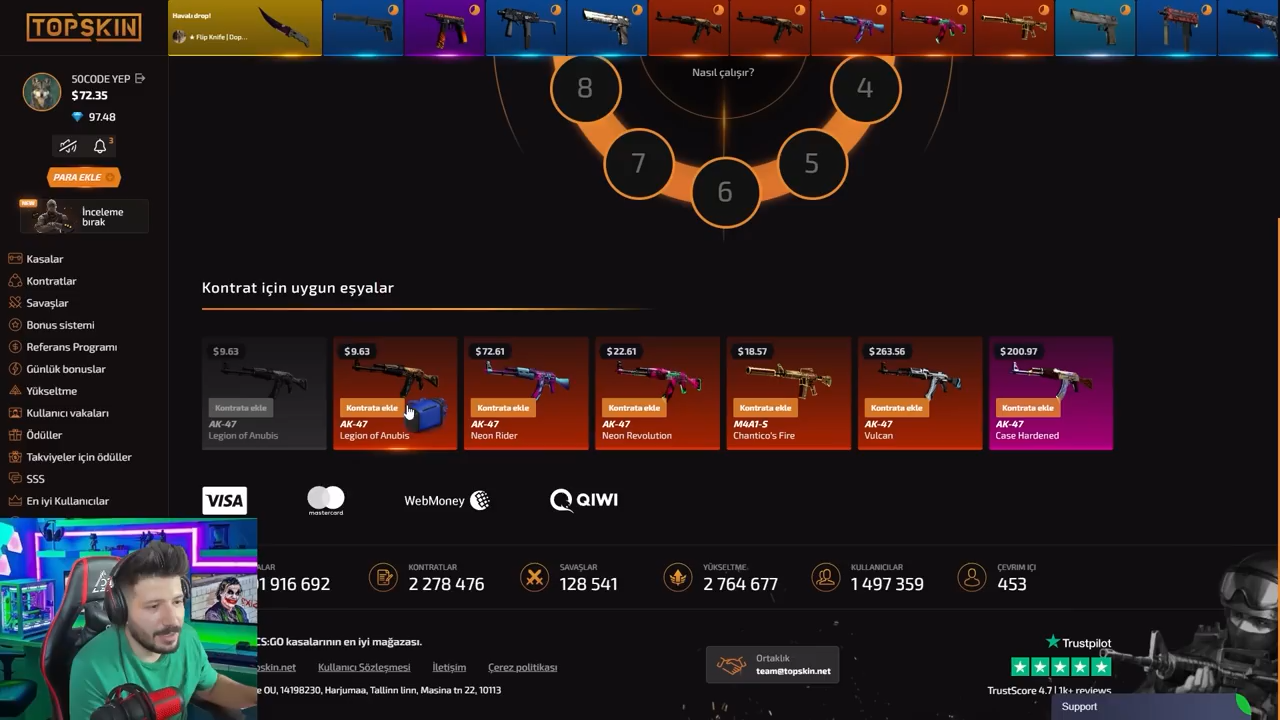 TOPSKIN
Havalı drop!
★ Flip Knife | Dop...
50CODE YEP
$72.35
97.48
3
PARA EKLE
NEW
İnceleme
bırak
Kasalar
Kontratlar
Savaşlar
Bonus sistemi
Referans Programı
Günlük bonuslar
Yükseltme
Kullanıcı vakaları
Ödüller
Takviyeler için ödüller
SSS
En iyi Kullanıcılar
Nasıl çalışır?
8
4
7
5
6
Kontrat için uygun eşyalar
$9.63
Kontrata ekle
AK-47
Legion of Anubis
$9.63
Kontrata ekle
AK-47
Legion of Anubis
$72.61
Kontrata ekle
AK-47
Neon Rider
$22.61
Kontrata ekle
AK-47
Neon Revolution
$18.57
Kontrata ekle
M4A1-S
Chantico's Fire
$263.56
Kontrata ekle
AK-47
Vulcan
$200.97
Kontrata ekle
AK-47
Case Hardened
VISA
mastercard
WebMoney
QIWI
ALAR
1 916 692
KONTRATLAR
2 278 476
SAVAŞLAR
128 541
YÜKSELTME
2 764 677
KULLANICILAR
1 497 359
ÇEVRIM IÇI
453
CS:GO kasalarının en iyi mağazası.
pskin.net
Kullanıcı Sözleşmesi
İletişim
Çerez politikası
e OU, 14198230, Harjumaa, Tallinn linn, Masina tn 22, 10113
Ortaklık
team@topskin.net
Trustpilot
TrustScore 4.7 | 1k+ reviews
Support